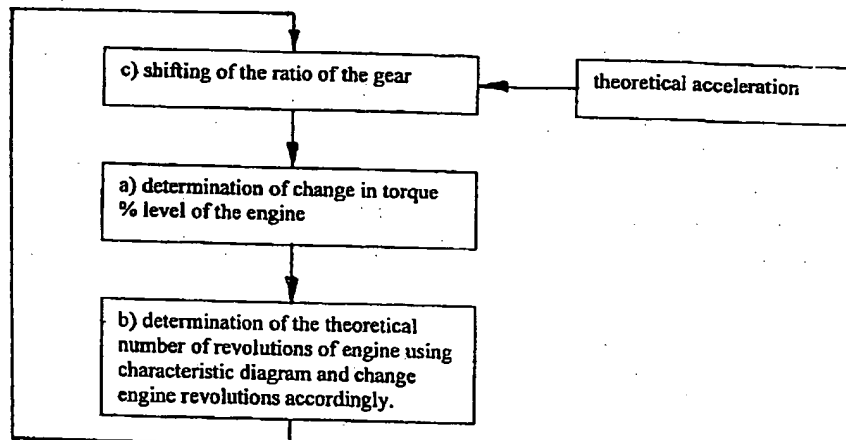 c) shifting of the ratio of the gear
theoretical acceleration
a) determination of change in torque
% level of the engine
b) determination of the theoretical
number of revolutions of engine using
characteristic diagram and change
engine revolutions accordingly.